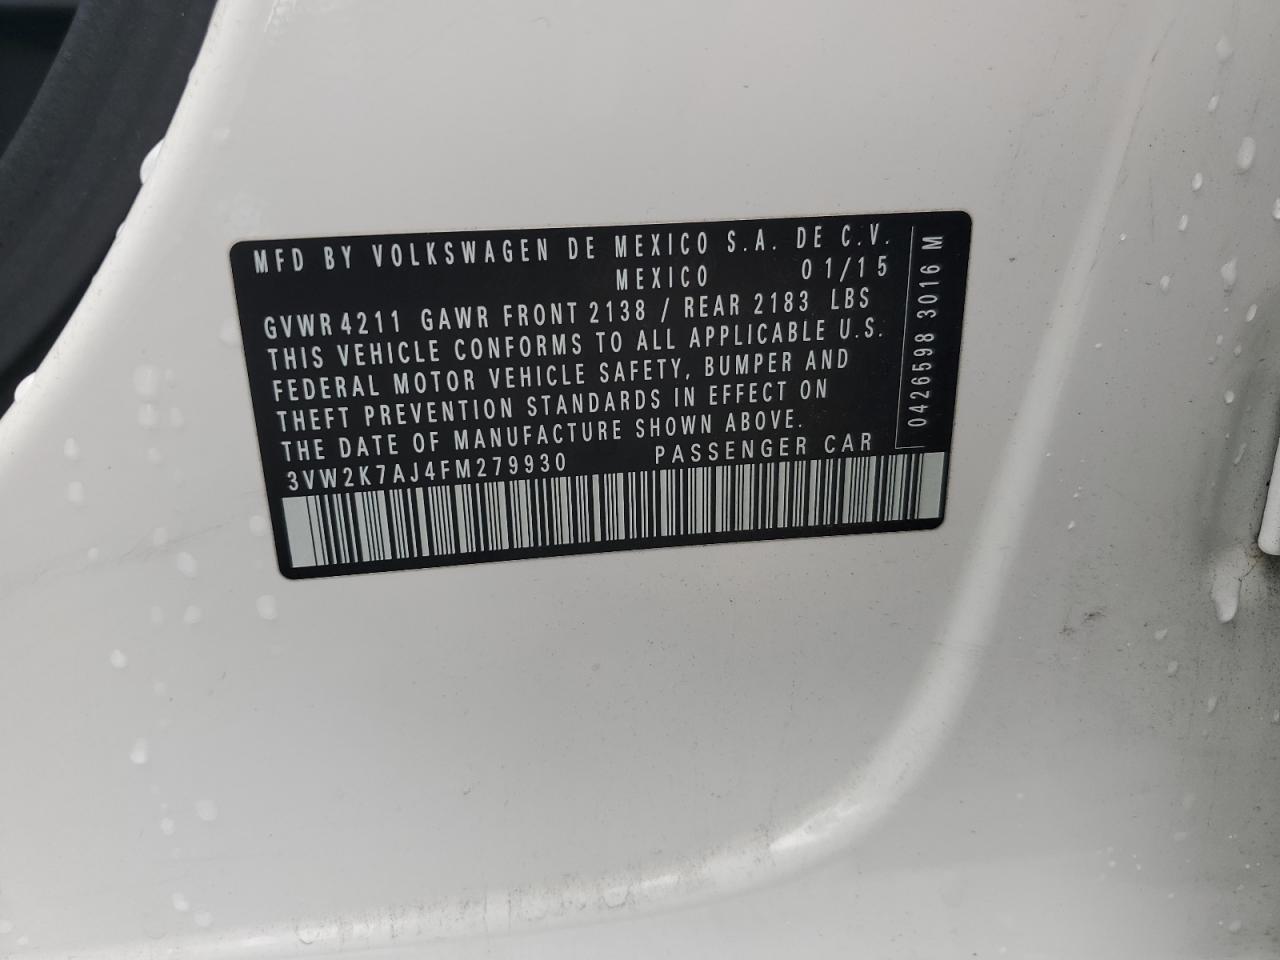 MFD BY VOLKSWAGEN DE MEXICO S.A. DE C.V.
MEXICO 01/15
GVWR 4211 GAWR FRONT 2138 / REAR 2183 LBS
THIS VEHICLE CONFORMS TO ALL APPLICABLE U.S.
FEDERAL MOTOR VEHICLE SAFETY, BUMPER AND
THEFT PREVENTION STANDARDS IN EFFECT ON
THE DATE OF MANUFACTURE SHOWN ABOVE.
3VW2K7AJ4FM279930 PASSENGER CAR
0426598 3016 M